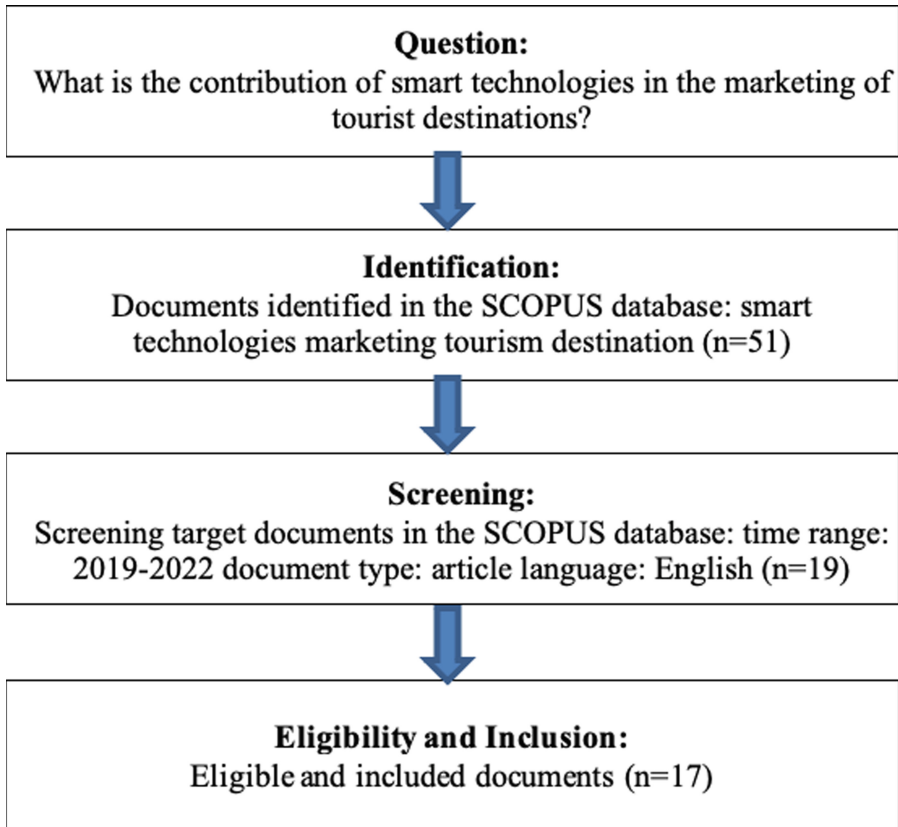 Question:
What is the contribution of smart technologies in the marketing of
tourist destinations?
Identification:
Documents identified in the SCOPUS database: smart
technologies marketing tourism destination (n=51)
Screening:
Screening target documents in the SCOPUS database: time range:
2019-2022 document type: article language: English (n=19)
Eligibility and Inclusion:
Eligible and included documents (n=17)